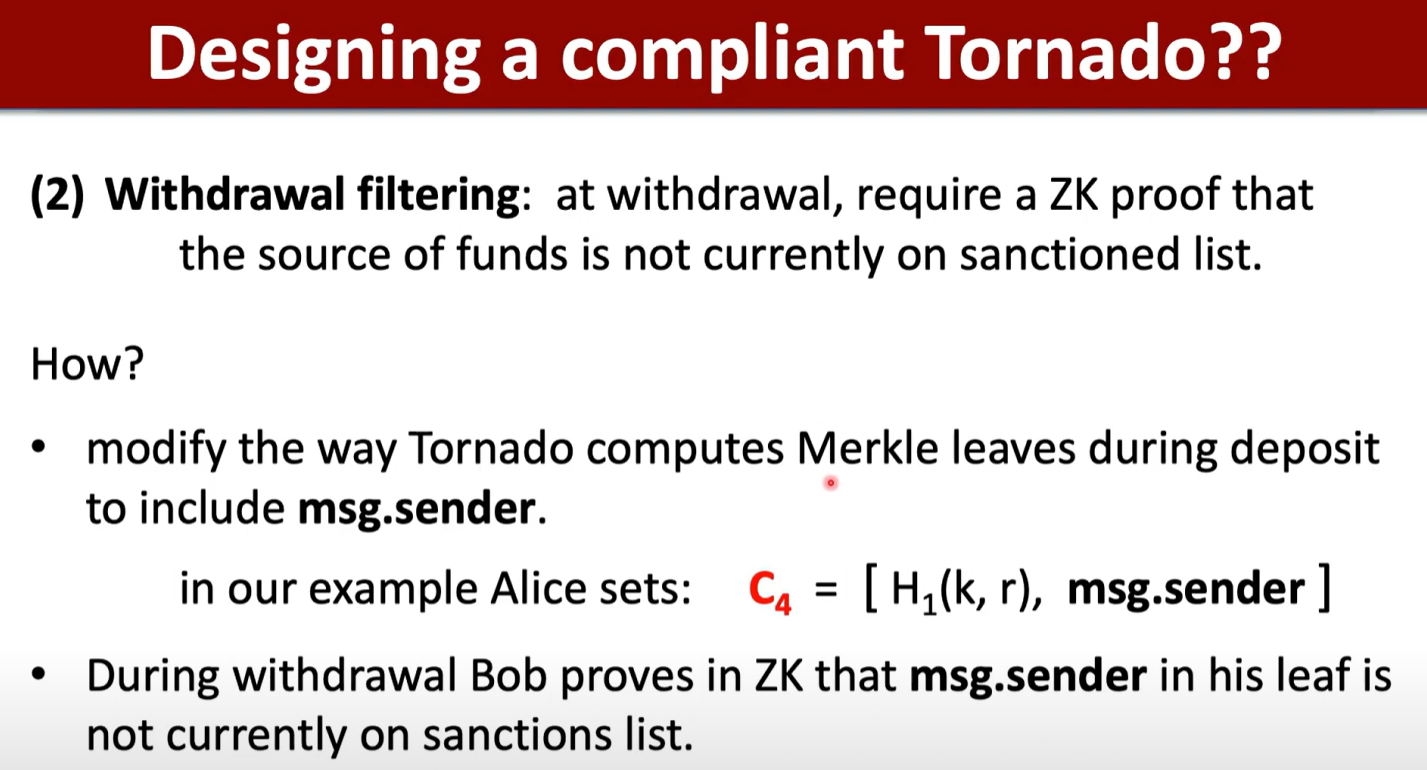 Designing a compliant Tornado??
(2) Withdrawal filtering: at withdrawal, require a ZK proof that
the source of funds is not currently on sanctioned list.
How?
• modify the way Tornado computes Merkle leaves during deposit
to include msg.sender.
in our example Alice sets: C₄ = [ H₁(k, r), msg.sender ]
• During withdrawal Bob proves in ZK that msg.sender in his leaf is
not currently on sanctions list.